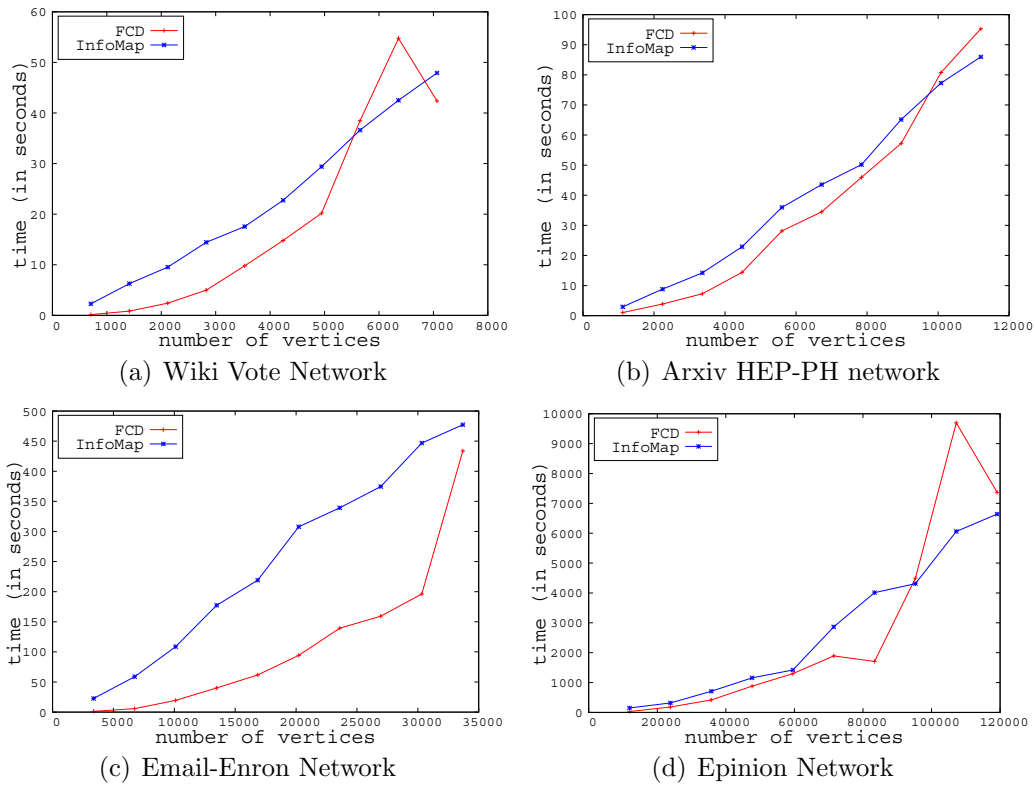 60
50
40
30
20
10
0
time (in seconds)
FCD
InfoMap
0 1000 2000 3000 4000 5000 6000 7000 8000
number of vertices
(a) Wiki Vote Network
100
90
80
70
60
50
40
30
20
10
0
time (in seconds)
FCD
InfoMap
0 2000 4000 6000 8000 10000 12000
number of vertices
(b) Arxiv HEP-PH network
500
450
400
350
300
250
200
150
100
50
0
time (in seconds)
FCD
InfoMap
0 5000 10000 15000 20000 25000 30000 35000
number of vertices
(c) Email-Enron Network
10000
9000
8000
7000
6000
5000
4000
3000
2000
1000
0
time (in seconds)
FCD
InfoMap
0 20000 40000 60000 80000 100000 120000
number of vertices
(d) Epinion Network